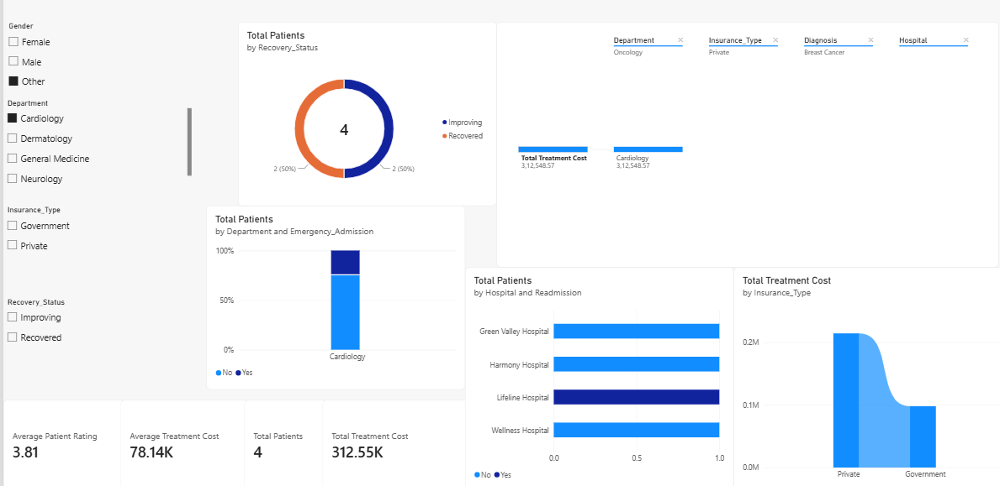 Gender
Female
Male
Other
Department
Cardiology
Dermatology
General Medicine
Neurology
Insurance_Type
Government
Private
Recovery_Status
Improving
Recovered
Total Patients
by Recovery_Status
4
Improving
Recovered
2 (50%)
2 (50%)
Department
Insurance_Type
Diagnosis
Hospital
Oncology
Private
Breast Cancer
Total Treatment Cost
3,12,548.57
Cardiology
3,12,548.57
Total Patients
by Department and Emergency_Admission
100%
50%
0%
Cardiology
No Yes
Total Patients
by Hospital and Readmission
Green Valley Hospital
Harmony Hospital
Lifeline Hospital
Wellness Hospital
0.0 0.5 1.0
No Yes
Total Treatment Cost
by Insurance_Type
0.2M
0.1M
0.0M
Private Government
Average Patient Rating
3.81
Average Treatment Cost
78.14K
Total Patients
4
Total Treatment Cost
312.55K